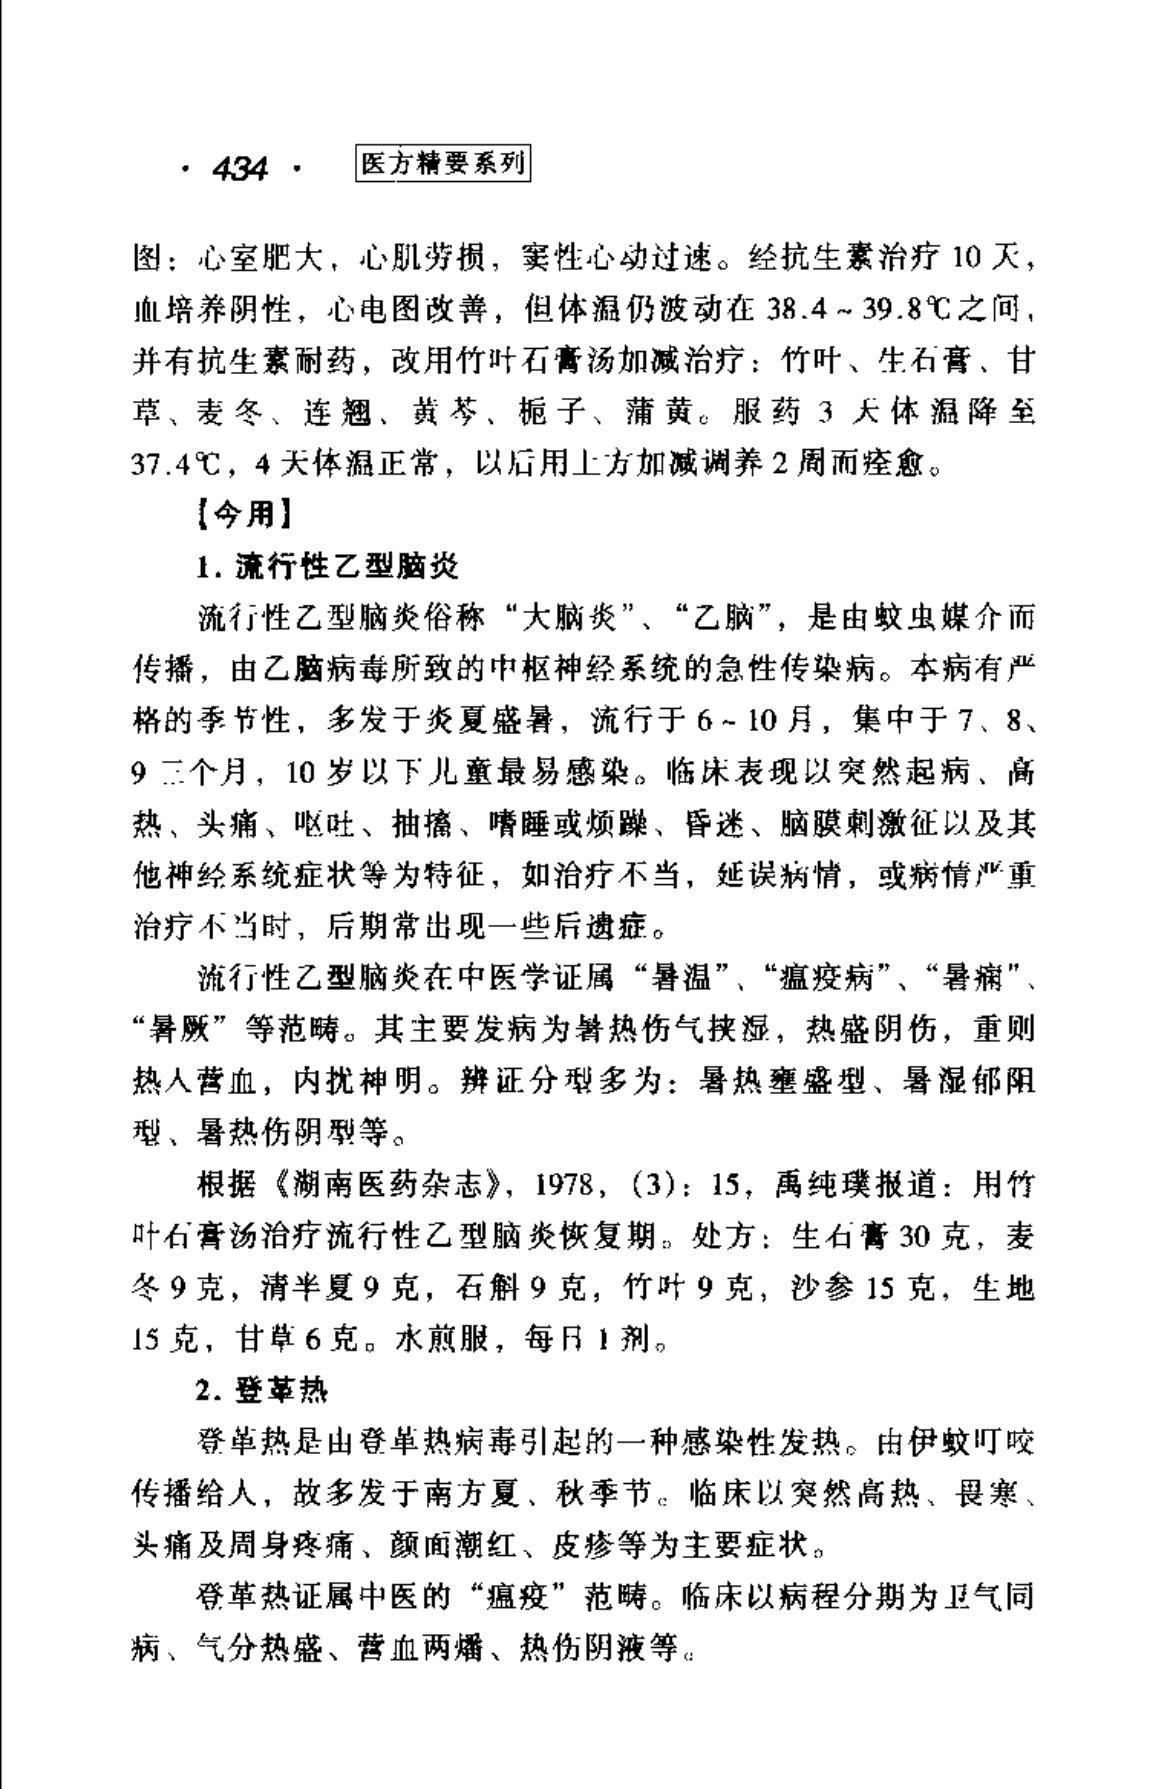 · 434 · 医方精要系列
图：心室肥大，心肌劳损，窦性心动过速。经抗生素治疗 10 天，
血培养阴性，心电图改善，但体温仍波动在 38.4～39.8℃之间，
并有抗生素耐药，改用竹叶石膏汤加减治疗：竹叶、生石膏、甘
草、麦冬、连翘、黄芩、栀子、蒲黄。服药 3 天体温降至
37.4℃，4 天体温正常，以后用上方加减调养 2 周而痊愈。
【今用】
1. 流行性乙型脑炎
流行性乙型脑炎俗称“大脑炎”、“乙脑”，是由蚊虫媒介而
传播，由乙脑病毒所致的中枢神经系统的急性传染病。本病有严
格的季节性，多发于炎夏盛暑，流行于 6～10 月，集中于 7、8、
9 三个月，10 岁以下儿童最易感染。临床表现以突然起病、高
热、头痛、呕吐、抽搐、嗜睡或烦躁、昏迷、脑膜刺激征以及其
他神经系统症状等为特征，如治疗不当，延误病情，或病情严重
治疗不当时，后期常出现一些后遗症。
流行性乙型脑炎在中医学证属“暑温”、“瘟疫病”、“暑痫”、
“暑厥”等范畴。其主要发病为暑热伤气挟湿，热盛阴伤，重则
热人营血，内扰神明。辨证分型多为：暑热壅盛型、暑湿郁阻
型、暑热伤阴型等。
根据《湖南医药杂志》，1978，(3)：15，禹纯璞报道：用竹
叶石膏汤治疗流行性乙型脑炎恢复期。处方：生石膏 30 克，麦
冬 9 克，清半夏 9 克，石斛 9 克，竹叶 9 克，沙参 15 克，生地
15 克，甘草 6 克。水煎服，每日 1 剂。
2. 登革热
登革热是由登革热病毒引起的一种感染性发热。由伊蚊叮咬
传播给人，故多发于南方夏、秋季节。临床以突然高热、畏寒、
头痛及周身疼痛、颜面潮红、皮疹等为主要症状。
登革热证属中医的“瘟疫”范畴。临床以病程分期为卫气同
病、气分热盛、营血两燔、热伤阴液等。